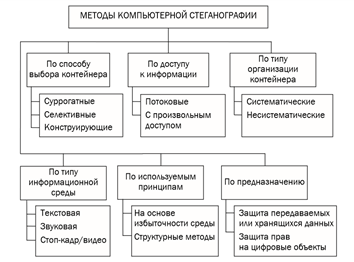 МЕТОДЫ КОМПЬЮТЕРНОЙ СТЕГАНОГРАФИИ
По способу
выбора контейнера
Суррогатные
Селективные
Конструирующие
По доступу
к информации
Потоковые
С произвольным
доступом
По типу
организации
контейнера
Систематические
Несистематические
По типу
информационной
среды
Текстовая
Звуковая
Стоп-кадр/видео
По используемым
принципам
На основе
избыточности среды
Структурные методы
По предназначению
Защита передаваемых
или хранящихся данных
Защита прав
на цифровые объекты